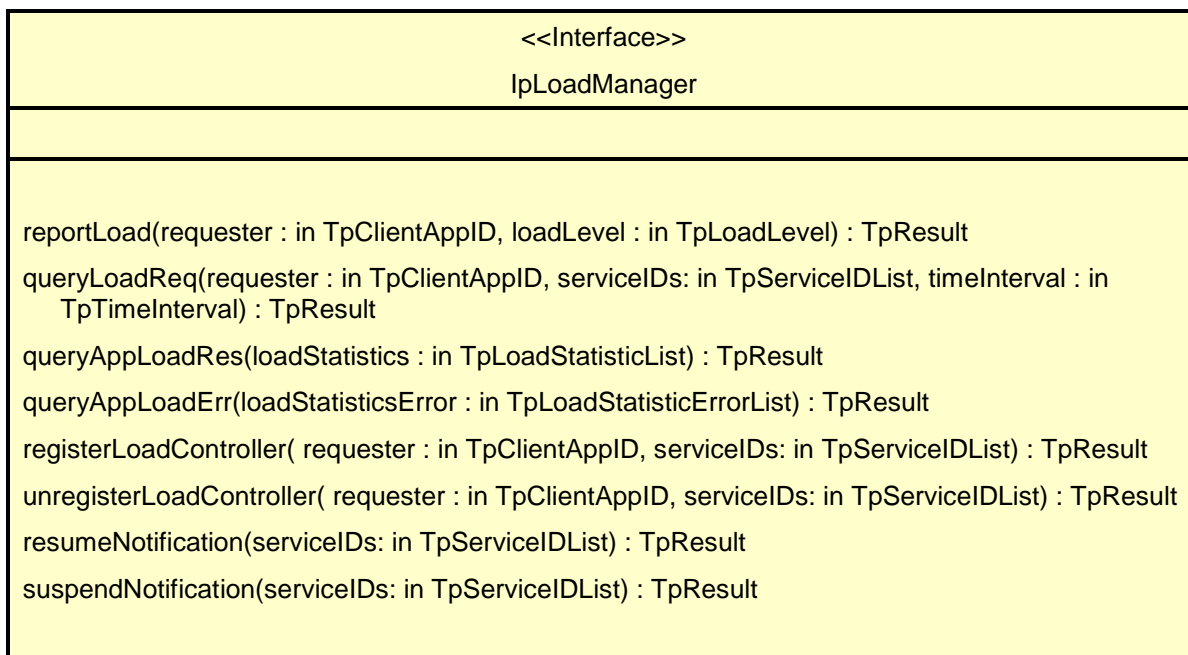 <<Interface>>
IpLoadManager
reportLoad(requester : in TpClientAppID, loadLevel : in TpLoadLevel) : TpResult
queryLoadReq(requester : in TpClientAppID, serviceIDs: in TpServiceIDList, timeInterval : in
TpTimeInterval) : TpResult
queryAppLoadRes(loadStatistics : in TpLoadStatisticList) : TpResult
queryAppLoadErr(loadStatisticsError : in TpLoadStatisticErrorList) : TpResult
registerLoadController( requester : in TpClientAppID, serviceIDs: in TpServiceIDList) : TpResult
unregisterLoadController( requester : in TpClientAppID, serviceIDs: in TpServiceIDList) : TpResult
resumeNotification(serviceIDs: in TpServiceIDList) : TpResult
suspendNotification(serviceIDs: in TpServiceIDList) : TpResult